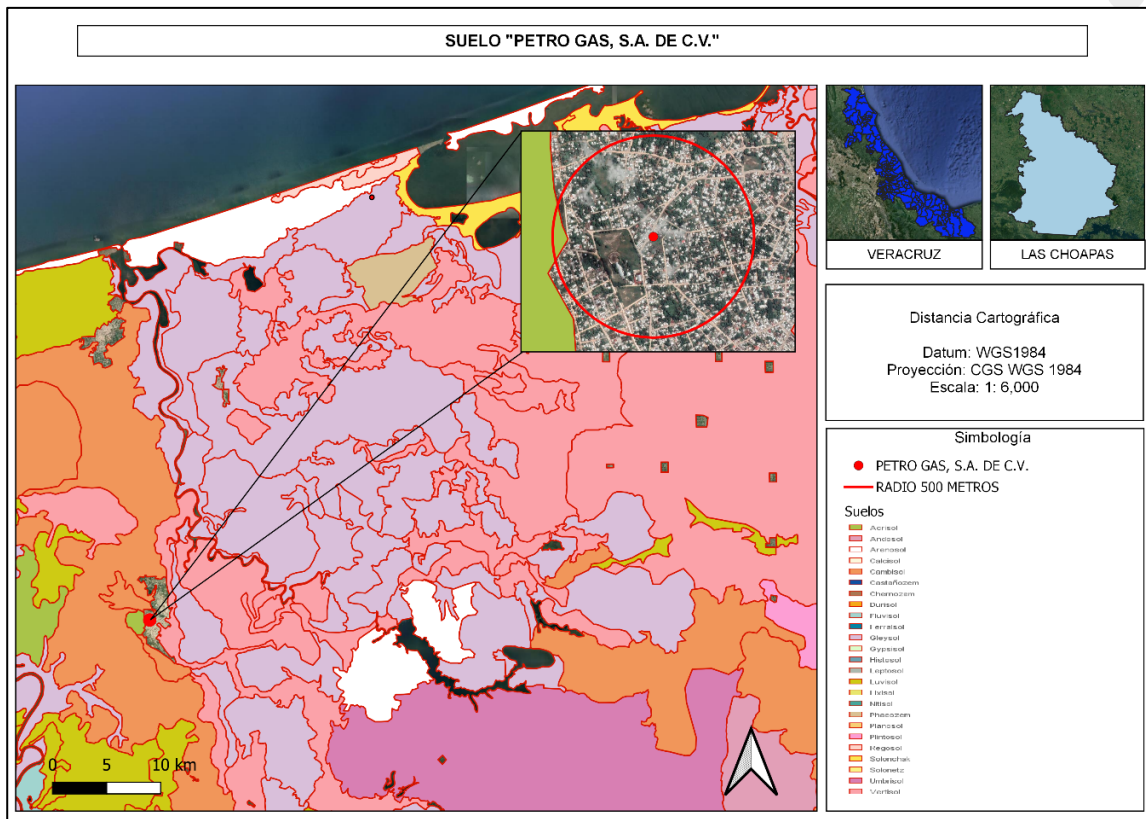 SUELO "PETRO GAS, S.A. DE C.V."
VERACRUZ
LAS CHOAPAS
Distancia Cartográfica
Datum: WGS1984
Proyección: CGS WGS 1984
Escala: 1: 6,000
Simbología
PETRO GAS, S.A. DE C.V.
RADIO 500 METROS
Suelos
Acrisol
Andosol
Arenosol
Calcisol
Cambisol
Castañozem
Chernozem
Durisol
Fluvisol
Ferralsol
Gleysol
Gypsisol
Histosol
Leptosol
Luvisol
Lixisol
Nitisol
Phaeozem
Planosol
Plintosol
Regosol
Solonchak
Solonetz
Umbrisol
Vertisol
0 5 10 km